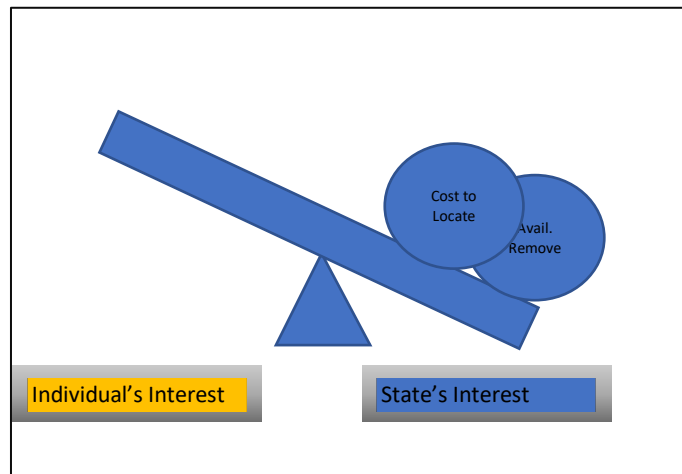 Cost to
Locate
Avail.
Remove
Individual's Interest
State's Interest